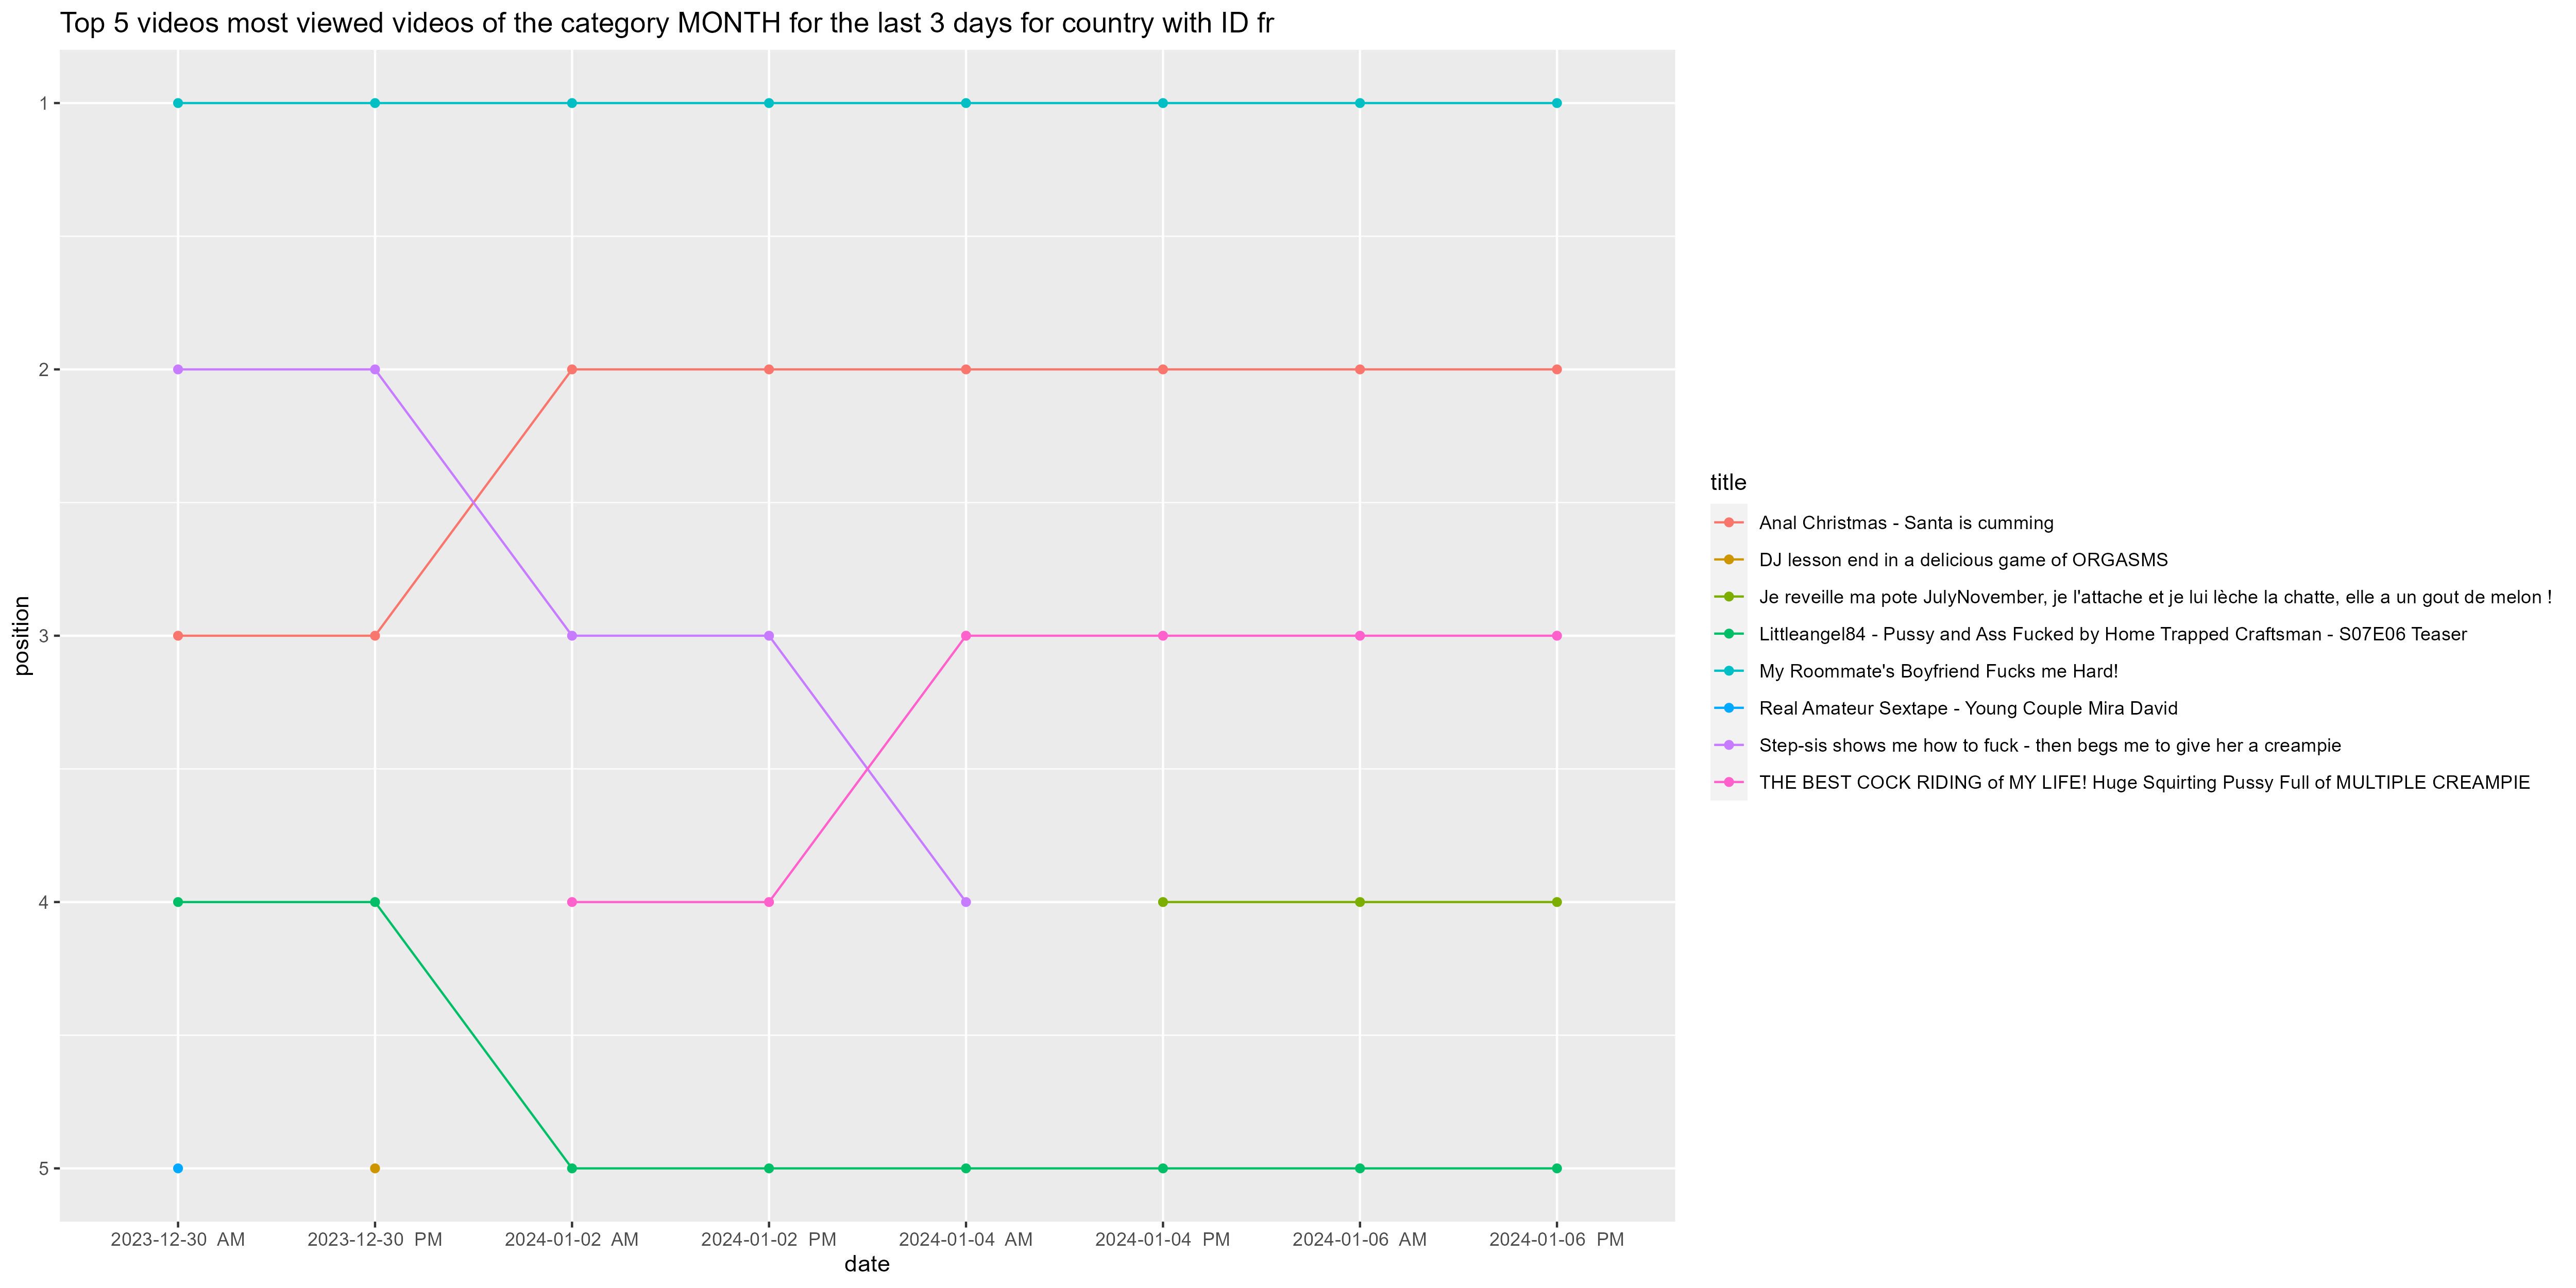 Top 5 videos most viewed videos of the category MONTH for the last 3 days for country with ID fr
position
1
2
3
4
5
2023-12-30 AM
2023-12-30 PM
2024-01-02 AM
2024-01-02 PM
2024-01-04 AM
2024-01-04 PM
2024-01-06 AM
2024-01-06 PM
date
title
Anal Christmas - Santa is cumming
DJ lesson end in a delicious game of ORGASMS
Je reveille ma pote JulyNovember, je l'attache et je lui lèche la chatte, elle a un gout de melon !
Littleangel84 - Pussy and Ass Fucked by Home Trapped Craftsman - S07E06 Teaser
My Roommate's Boyfriend Fucks me Hard!
Real Amateur Sextape - Young Couple Mira David
Step-sis shows me how to fuck - then begs me to give her a creampie
THE BEST COCK RIDING of MY LIFE! Huge Squirting Pussy Full of MULTIPLE CREAMPIE